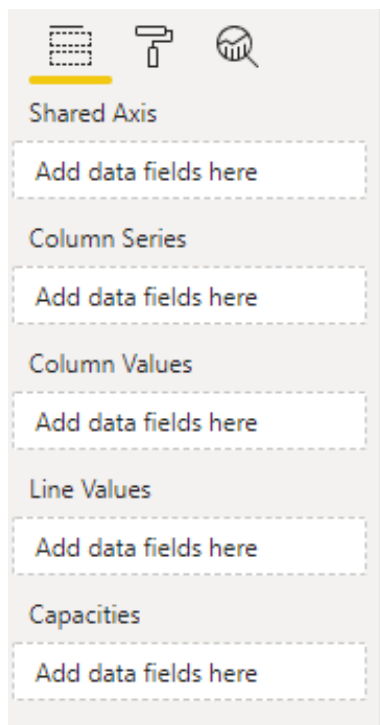 Shared Axis
Add data fields here
Column Series
Add data fields here
Column Values
Add data fields here
Line Values
Add data fields here
Capacities
Add data fields here